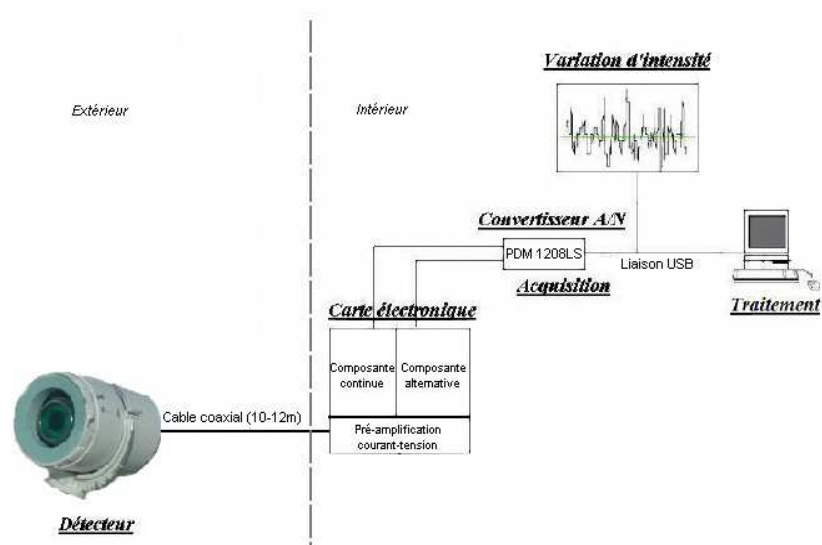 Variation d'intensité
Extérieur
Intérieur
Convertisseur A/N
PDM 1208LS
Liaison USB
Acquisition
Traitement
Carte électronique
Composante
continue
Composante
alternative
Cable coaxial (10-12m)
Pré-amplification
courant-tension
Détecteur